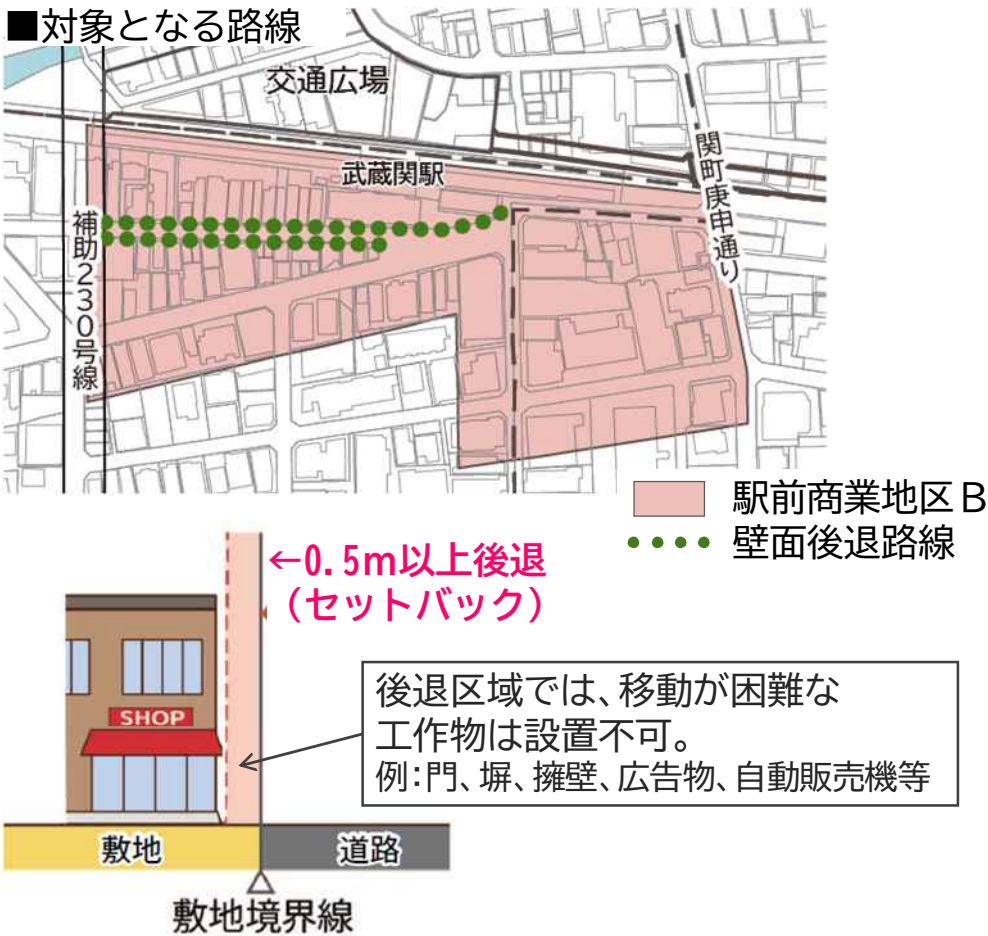 ■対象となる路線
交通広場
武蔵関駅
関町庚申通り
補助230号線
駅前商業地区B
壁面後退路線
←0.5m以上後退
（セットバック）
後退区域では、移動が困難な
工作物は設置不可。
例：門、塀、擁壁、広告物、自動販売機等
SHOP
敷地
道路
敷地境界線